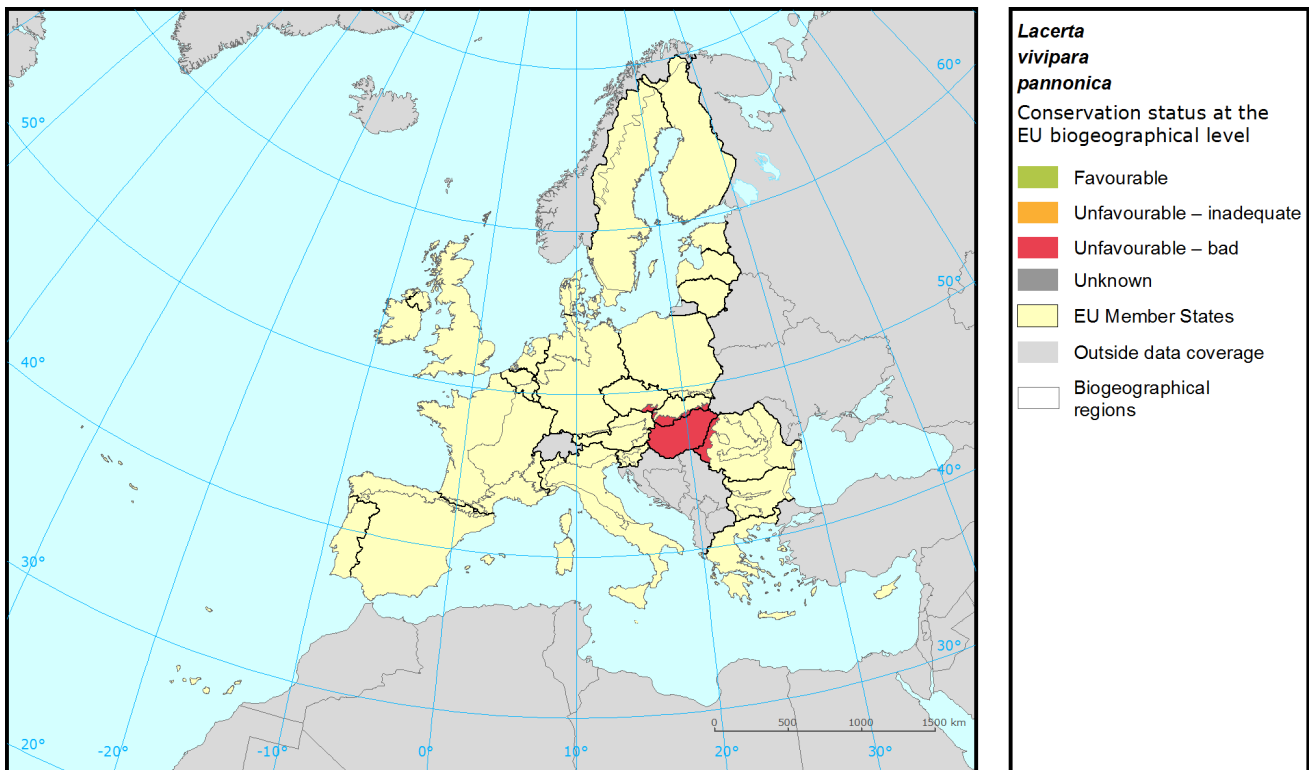 Lacerta
vivipara
pannonica
Conservation status at the
EU biogeographical level
Favourable
Unfavourable – inadequate
Unfavourable – bad
Unknown
EU Member States
Outside data coverage
Biogeographical
regions
60°
50°
50°
40°
40°
30°
30°
20°
-20°
-10°
0°
10°
20°
30°
0 500 1000 1500 km